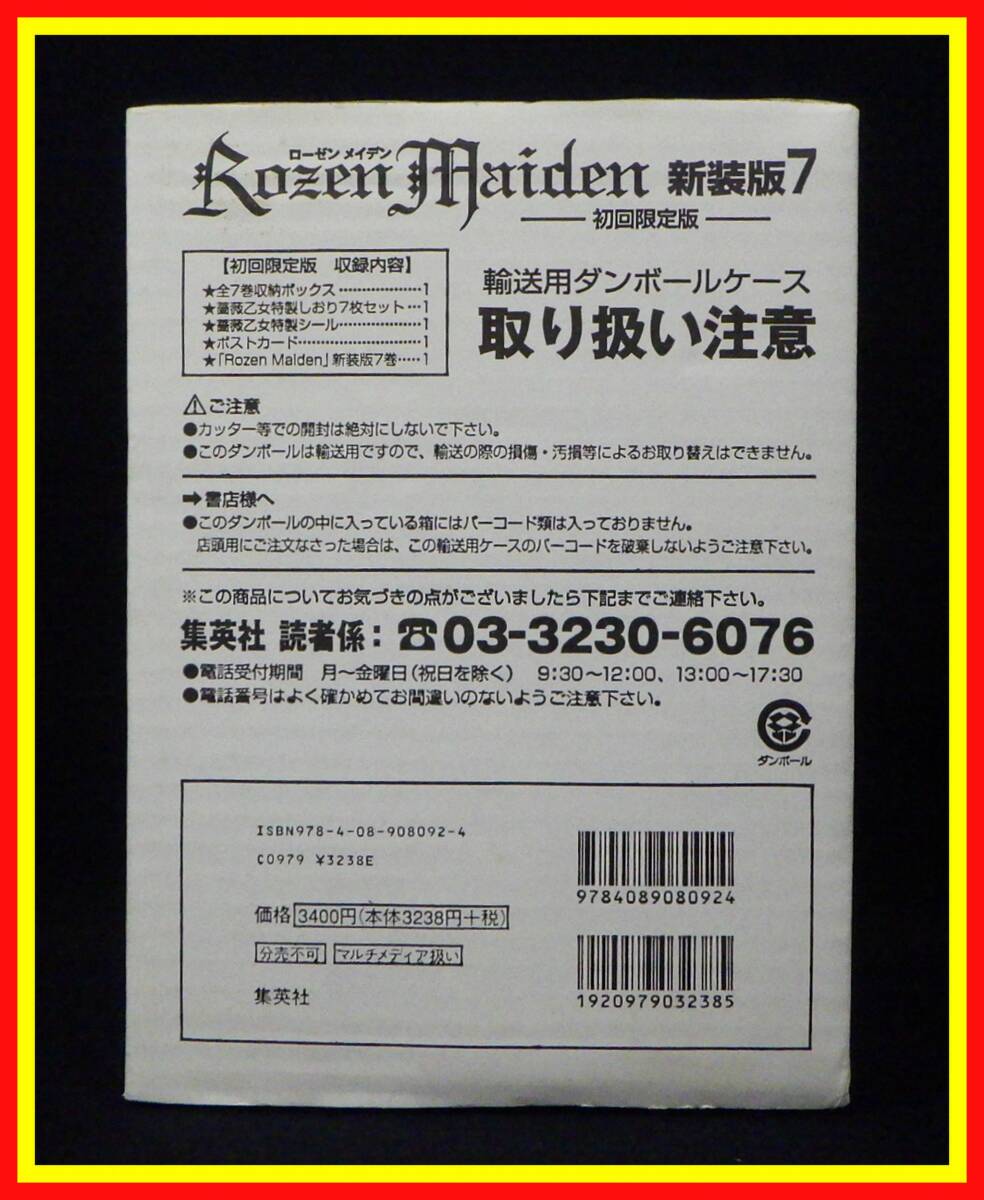 ローゼン メイデン
Rozen Maiden 新装版7
初回限定版
【初回限定版　収録内容】
★全7巻収納ボックス………………1
★薔薇乙女特製しおり7枚セット…1
★薔薇乙女特製シール………………1
★ポストカード………………………1
★「Rozen Maiden」新装版7巻……1
輸送用ダンボールケース
取り扱い注意
⚠ご注意
●カッター等での開封は絶対にしないで下さい。
●このダンボールは輸送用ですので、輸送の際の損傷・汚損等によるお取り替えはできません。
➡書店様へ
●このダンボールの中に入っている箱にはバーコード類は入っておりません。
店頭用にご注文なさった場合は、この輸送用ケースのバーコードを破棄しないようご注意下さい。
※この商品についてお気づきの点がございましたら下記までご連絡下さい。
集英社 読者係：☎03-3230-6076
●電話受付期間　月〜金曜日（祝日を除く）　9:30〜12:00、13:00〜17:30
●電話番号はよく確かめてお間違いのないようご注意下さい。
ダンボール
ISBN978-4-08-908092-4
C0979 ¥3238E
価格 3400円（本体3238円＋税）
分売不可 マルチメディア扱い
集英社
9784089080924
1920979032385